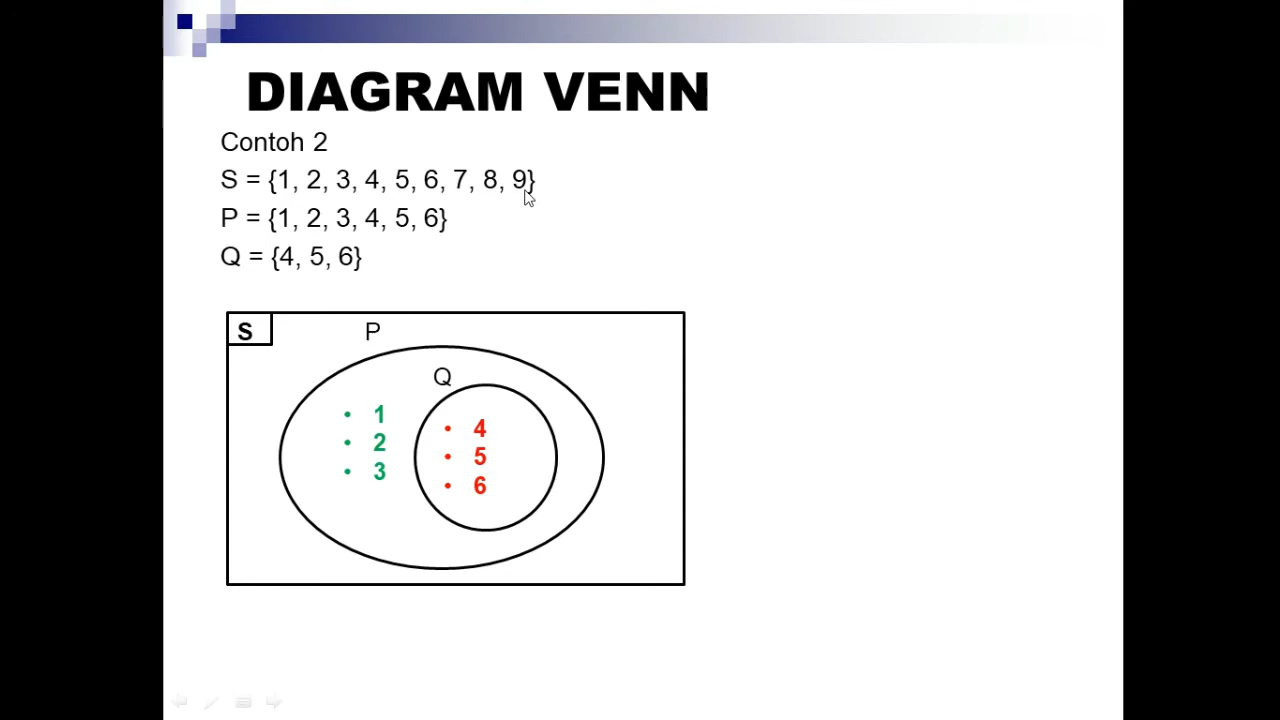 DIAGRAM VENN
Contoh 2
S = {1, 2, 3, 4, 5, 6, 7, 8, 9}
P = {1, 2, 3, 4, 5, 6}
Q = {4, 5, 6}
S
P
Q
• 1
• 2
• 3
• 4
• 5
• 6